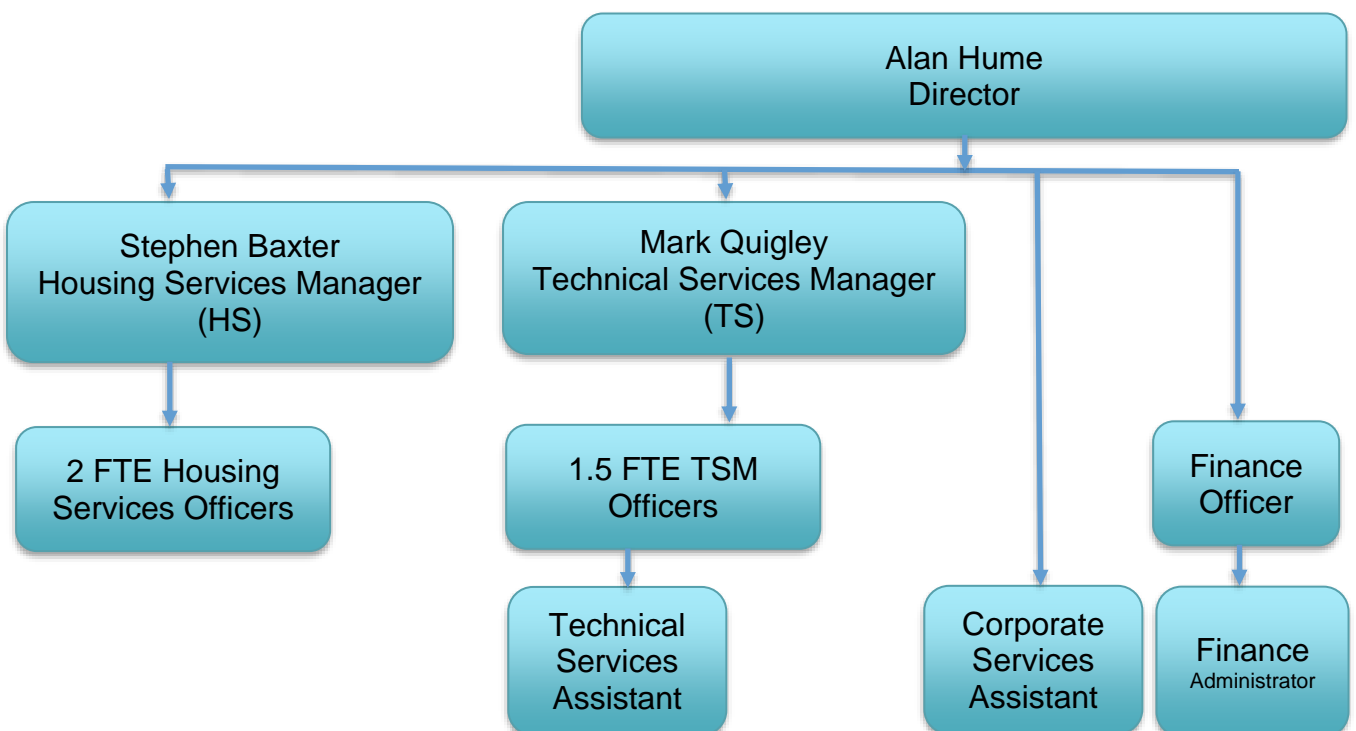 Alan Hume
Director
Stephen Baxter
Housing Services Manager
(HS)
Mark Quigley
Technical Services Manager
(TS)
2 FTE Housing
Services Officers
1.5 FTE TSM
Officers
Finance
Officer
Technical
Services
Assistant
Corporate
Services
Assistant
Finance
Administrator